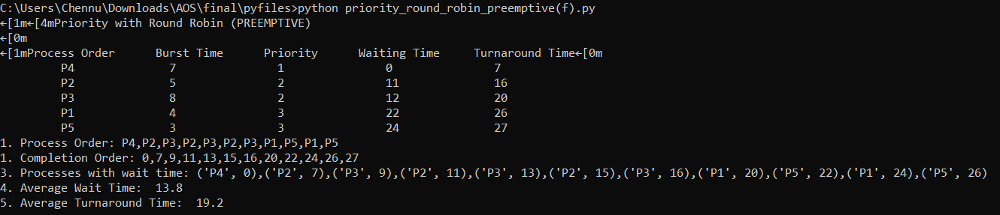 C:\Users\Chennu\Downloads\AOS\final\pyfiles>python priority_round_robin_preemptive(f).py
←[1m←[4mPriority with Round Robin (PREEMPTIVE)
←[0m
←[1mProcess Order Burst Time Priority Waiting Time Turnaround Time←[0m
P4 7 1 0 7
P2 5 2 11 16
P3 8 2 12 20
P1 4 3 22 26
P5 3 3 24 27
1. Process Order: P4,P2,P3,P2,P3,P2,P3,P1,P5,P1,P5
1. Completion Order: 0,7,9,11,13,15,16,20,22,24,26,27
3. Processes with wait time: ('P4', 0),('P2', 7),('P3', 9),('P2', 11),('P3', 13),('P2', 15),('P3', 16),('P1', 20),('P5', 22),('P1', 24),('P5', 26)
4. Average Wait Time:  13.8
5. Average Turnaround Time:  19.2